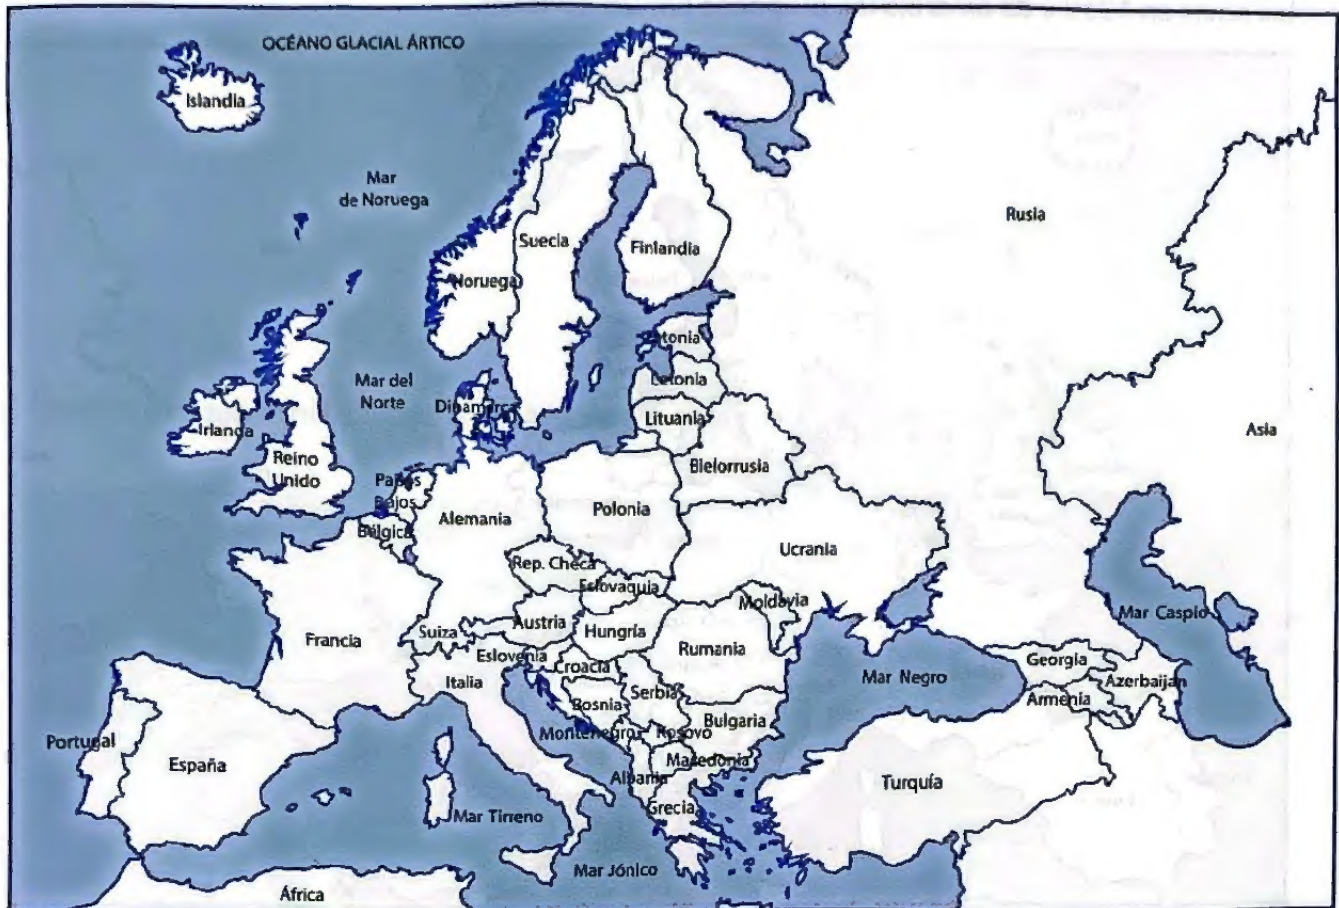 OCÉANO GLACIAL ÁRTICO
Islandia
Mar
de Noruega
Rusia
Suecia
Finlandia
Noruega
Estonia
Mar del
Norte
Letonia
Dinamarca
Lituania
Irlanda
Asia
Reino
Unido
Bielorrusia
Países
Bajos
Polonia
Alemania
Bélgica
Ucrania
Rep. Checa
Eslovaquia
Moldavia
Mar Caspio
Austria
Suiza
Hungría
Francia
Rumania
Eslovenia
Croacia
Georgia
Italia
Mar Negro
Azerbaiján
Serbia
Armenia
Bosnia
Bulgaria
Montenegro
Kosovo
Portugal
Macedonia
España
Albania
Turquía
Grecia
Mar Tirreno
Mar Jónico
África